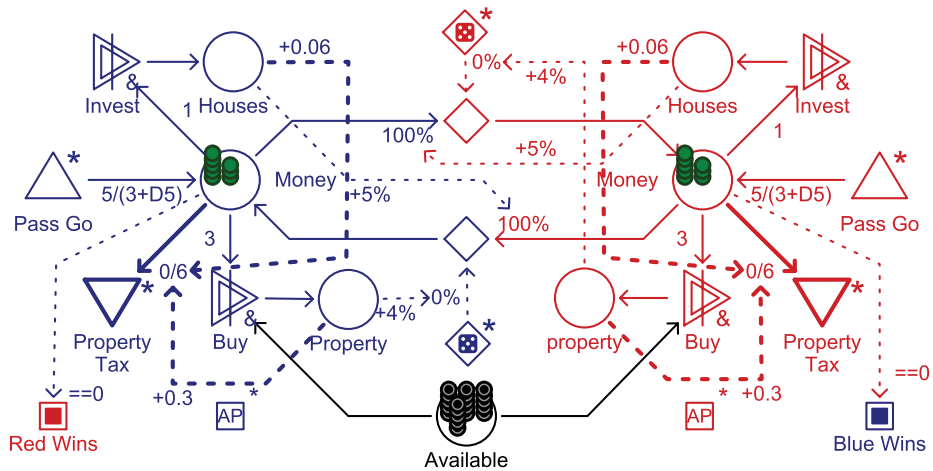 *
+0.06
0%
+4%
+0.06
&
&
Invest
Houses
Houses
Invest
1
100%
+5%
1
*
Money
Money
*
5/(3+D5)
+5%
5/(3+D5)
Pass Go
100%
Pass Go
3
3
0/6
0/6
*
*
0%
+4%
&
&
*
Property
Tax
Buy
Property
property
Buy
Property
Tax
==0
+0.3
*
*
+0.3
==0
AP
AP
Red Wins
Blue Wins
Available